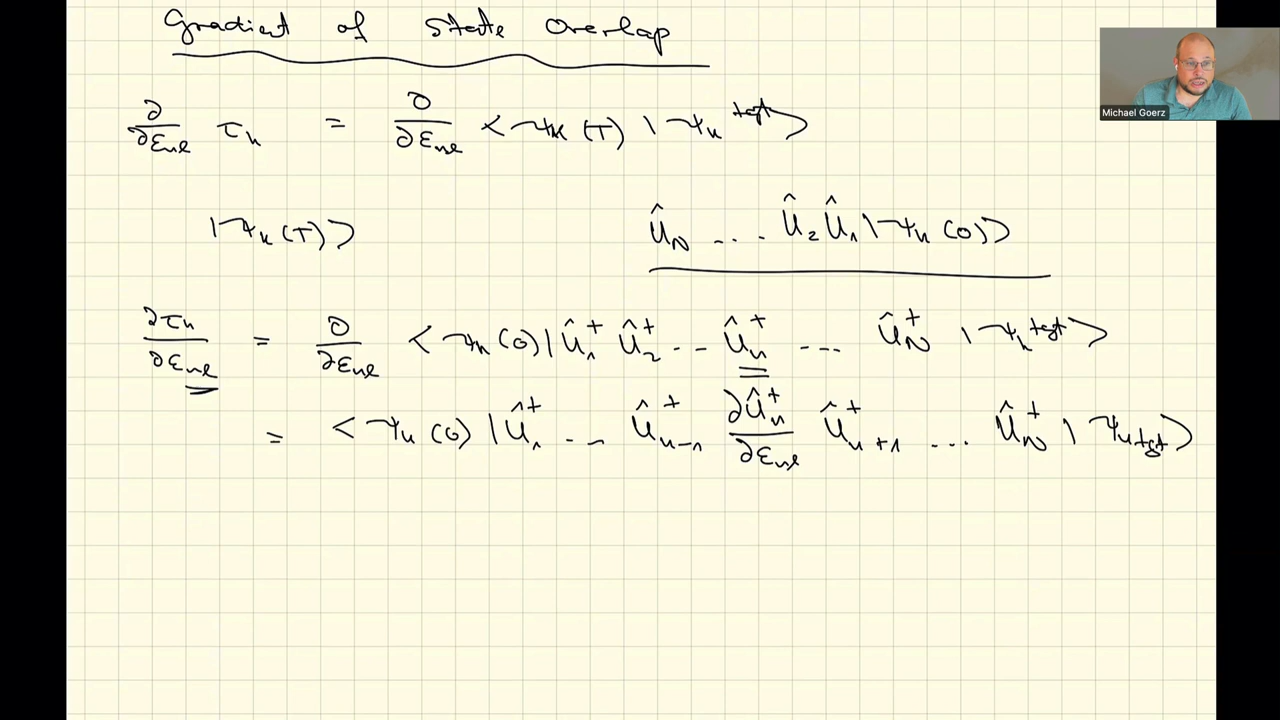 Gradient of State Overlap
∂/∂ε_nl τ_k = ∂/∂ε_nl <Ψ_k(T)|Ψ_k^tgt>
|Ψ_k(T)> Û_N ... Û_2 Û_1|Ψ_k(0)>
∂τ_k/∂ε_nl = ∂/∂ε_nl <Ψ_k(0)|Û_1^† Û_2^† ... Û_n^† ... Û_N^† |Ψ_k^tgt>
= <Ψ_k(0)|Û_1^† ... Û_n-1^† ∂Û_n^†/∂ε_nl Û_n+1^† ... Û_N^† |Ψ_k^tgt>
Michael Goerz